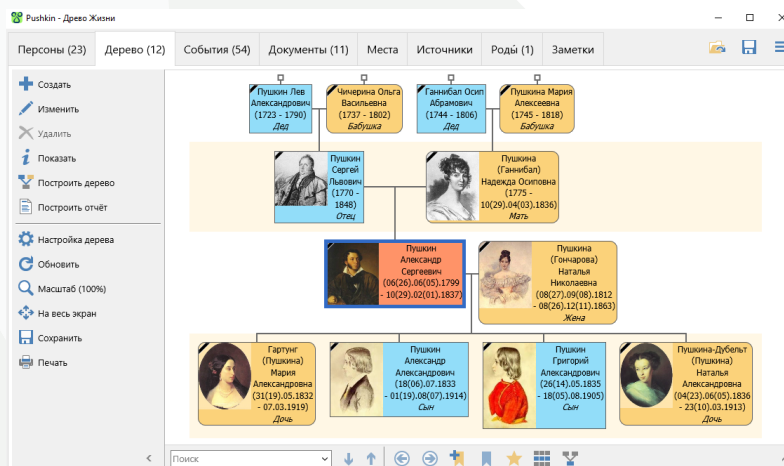 Pushkin - Древо Жизни
Персоны (23)
Дерево (12)
События (54)
Документы (11)
Места
Источники
Роды́ (1)
Заметки
Создать
Изменить
Удалить
Показать
Построить дерево
Построить отчёт
Настройка дерева
Обновить
Масштаб (100%)
На весь экран
Сохранить
Печать
Пушкин Лев
Александрович
(1723 - 1790)
Дед
Чичерина Ольга
Васильевна
(1737 - 1802)
Бабушка
Ганнибал Осип
Абрамович
(1744 - 1806)
Дед
Пушкина Мария
Алексеевна
(1745 - 1818)
Бабушка
Пушкин
Сергей
Львович
(1770 -
1848)
Отец
Пушкина
(Ганнибал)
Надежда Осиповна
(1775 -
10(29).04(03).1836)
Мать
Пушкин
Александр
Сергеевич
(06(26).06(05).1799
- 10(29).02(01).1837)
Пушкина
(Гончарова)
Наталья
Николаевна
(08(27).09(08).1812
- 08(26).12(11).1863)
Жена
Гартунг
(Пушкина)
Мария
Александровна
(31(19).05.1832
- 07.03.1919)
Дочь
Пушкин
Александр
Александрович
(18(06).07.1833
- 01(19).08(07).1914)
Сын
Пушкин
Григорий
Александрович
(26(14).05.1835
- 18(05).08.1905)
Сын
Пушкина-Дубельт
(Пушкина)
Наталья
Александровна
(04(23).06(05).1836
- 23(10).03.1913)
Дочь
Поиск